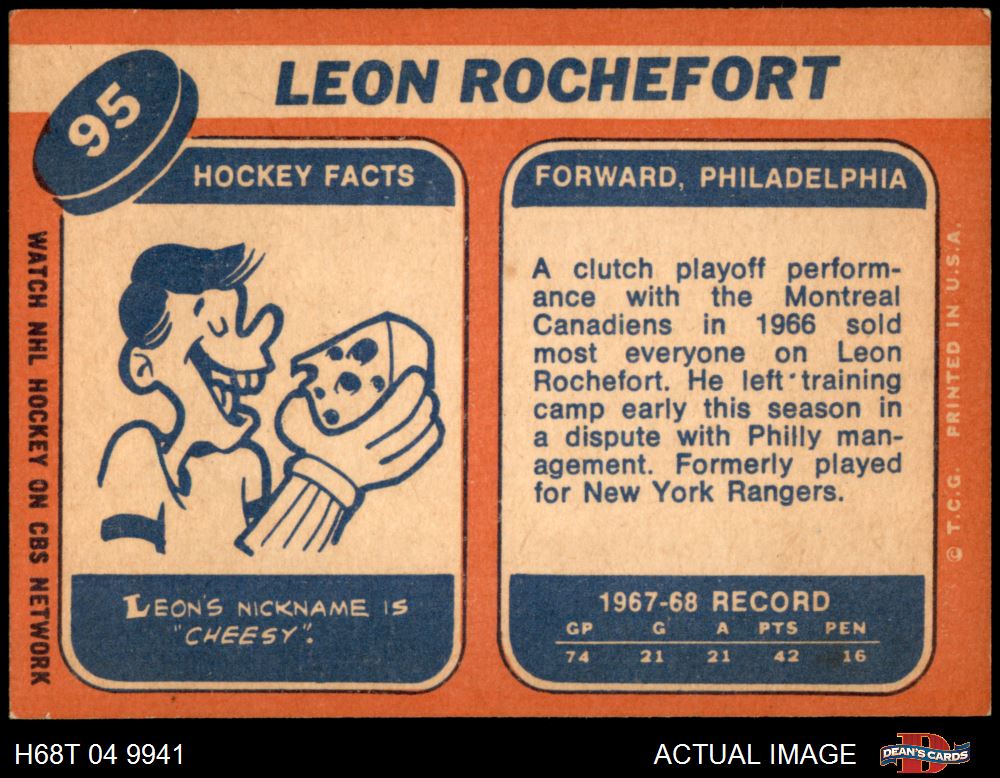 95
LEON ROCHEFORT
HOCKEY FACTS
LEON'S NICKNAME IS
"CHEESY".
FORWARD, PHILADELPHIA
A clutch playoff perform-
ance with the Montreal
Canadiens in 1966 sold
most everyone on Leon
Rochefort. He left training
camp early this season in
a dispute with Philly man-
agement. Formerly played
for New York Rangers.
1967-68 RECORD
GP G A PTS PEN
74 21 21 42 16
WATCH NHL HOCKEY ON CBS NETWORK
© T.C.G. PRINTED IN U.S.A.
H68T 04 9941
ACTUAL IMAGE
D
DEAN'S CARDS